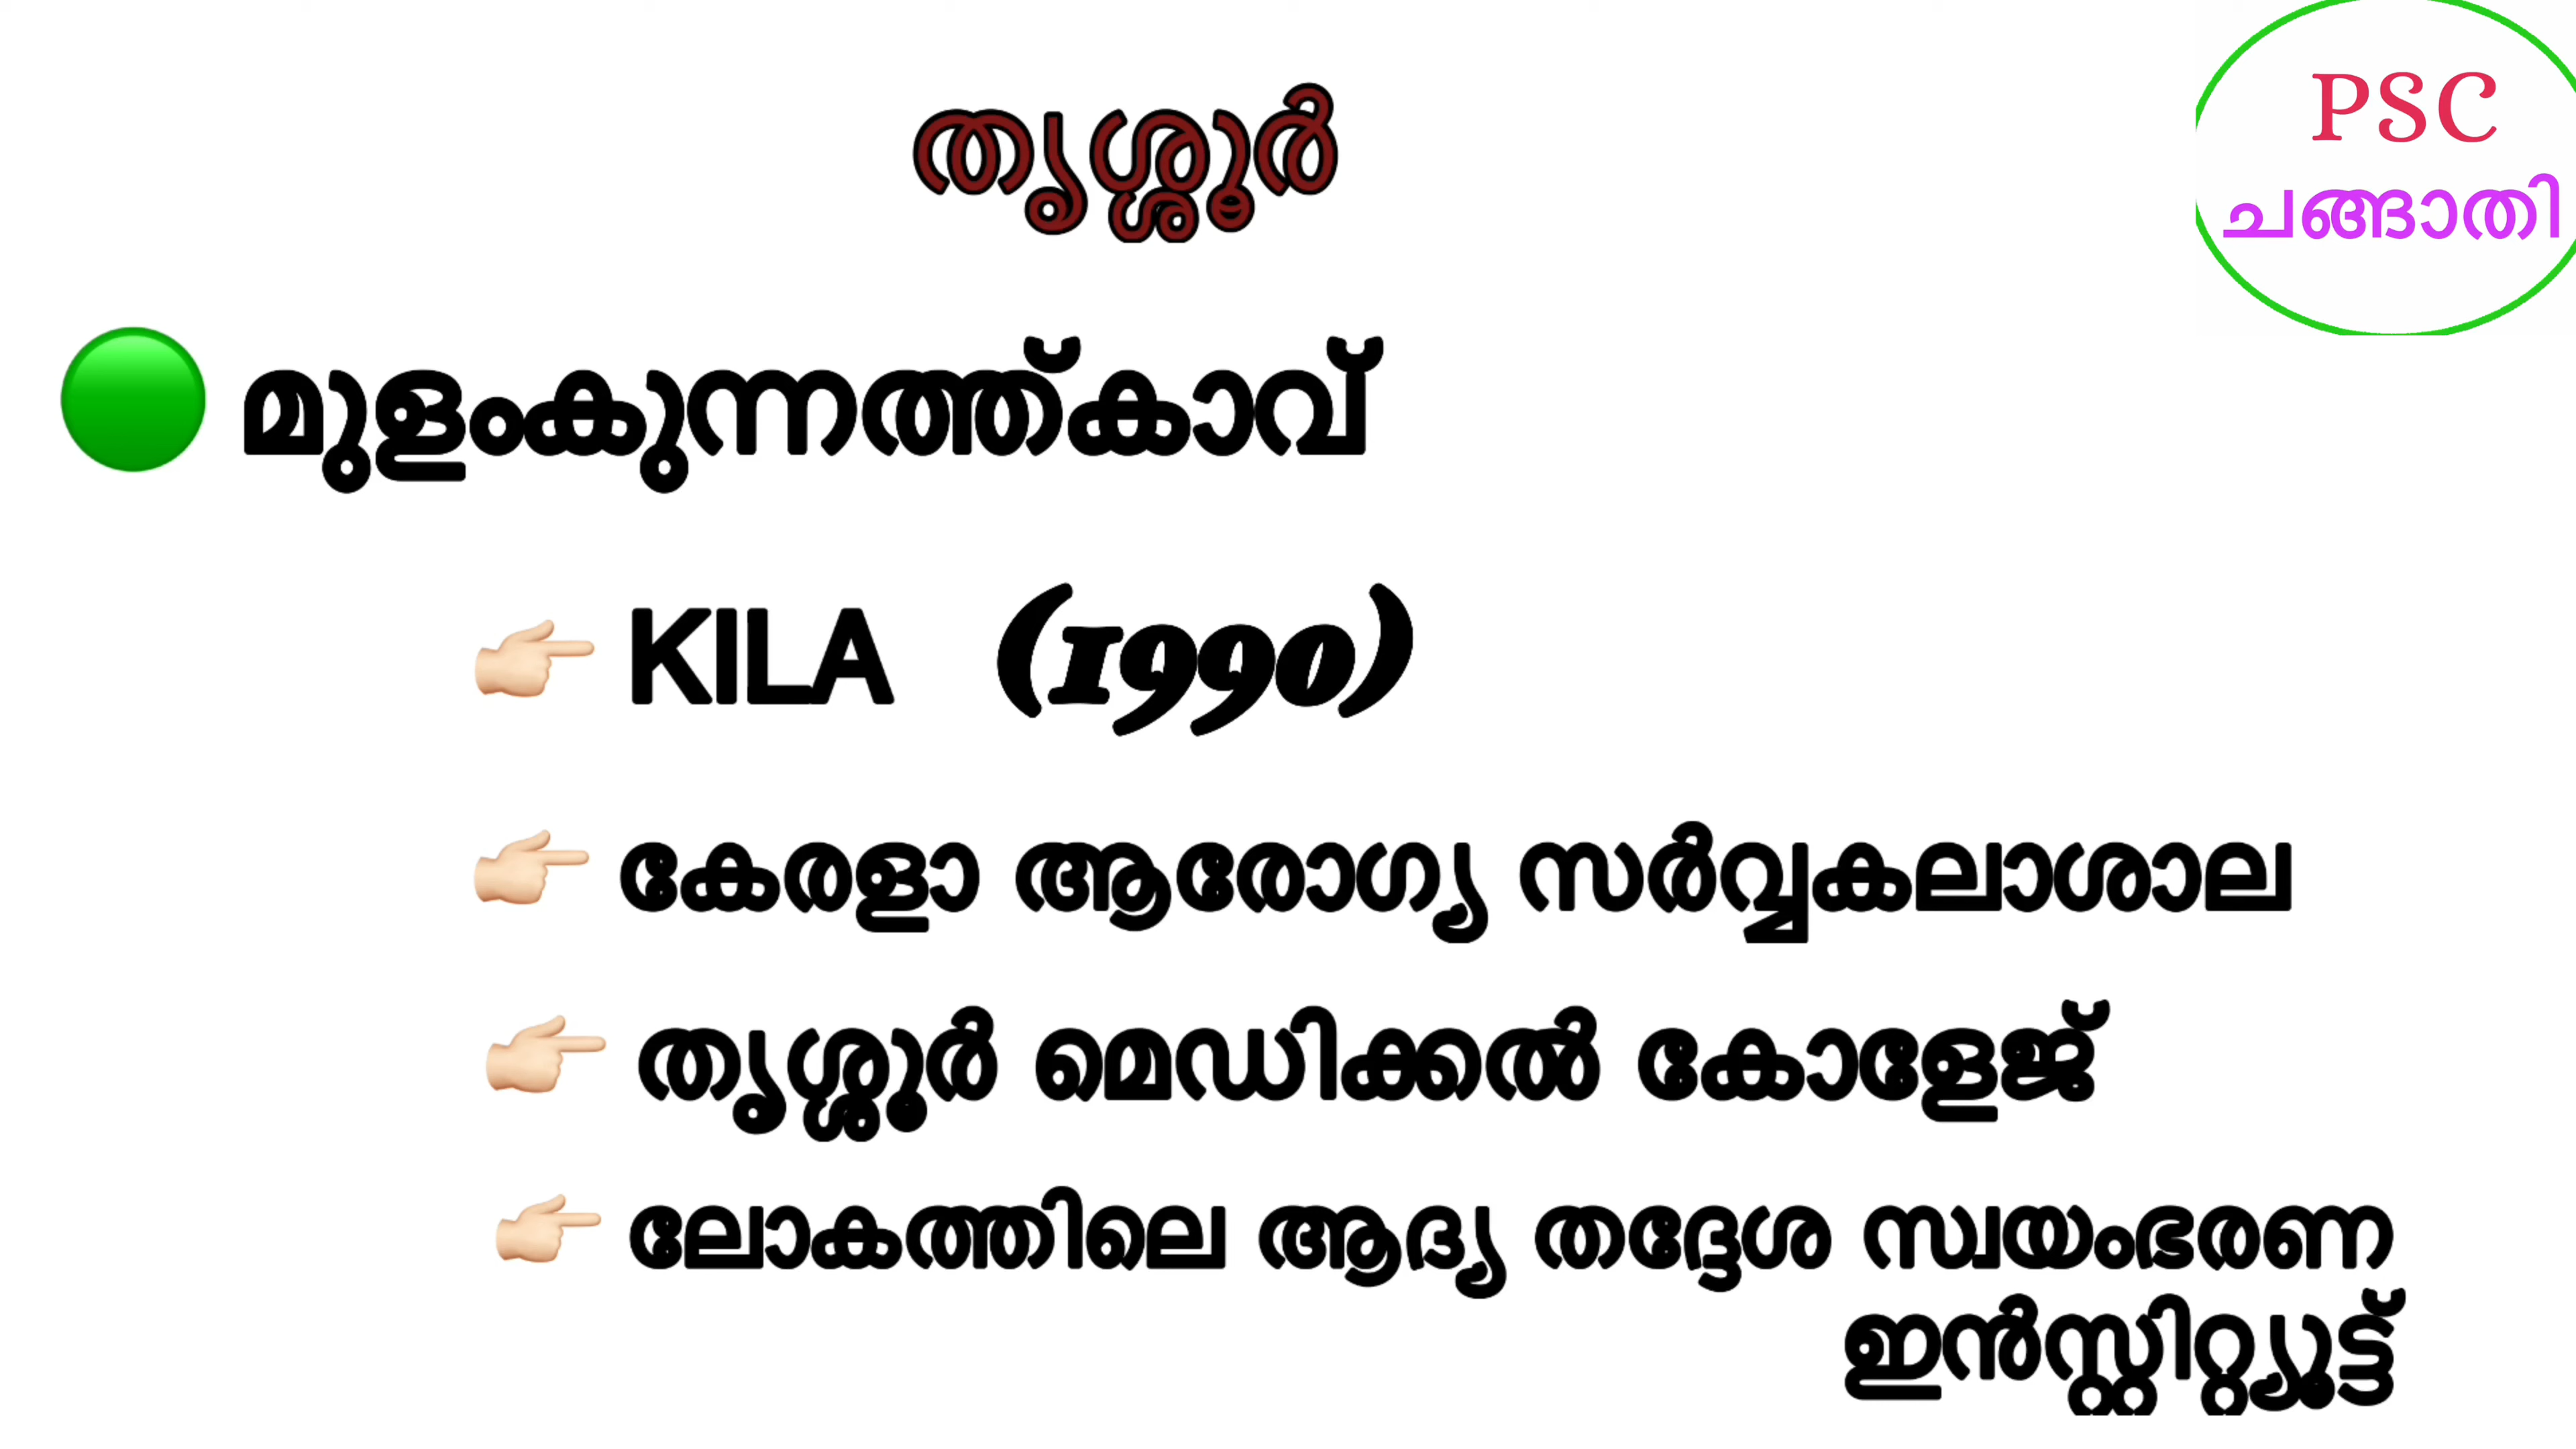 തൃശ്ശൂർ
PSC
ചങ്ങാതി
മുളംകുന്നത്ത്കാവ്
KILA (1990)
കേരളാ ആരോഗ്യ സർവ്വകലാശാല
തൃശ്ശൂർ മെഡിക്കൽ കോളേജ്
ലോകത്തിലെ ആദ്യ തദ്ദേശ സ്വയംഭരണ
ഇൻസ്റ്റിറ്റ്യൂട്ട്